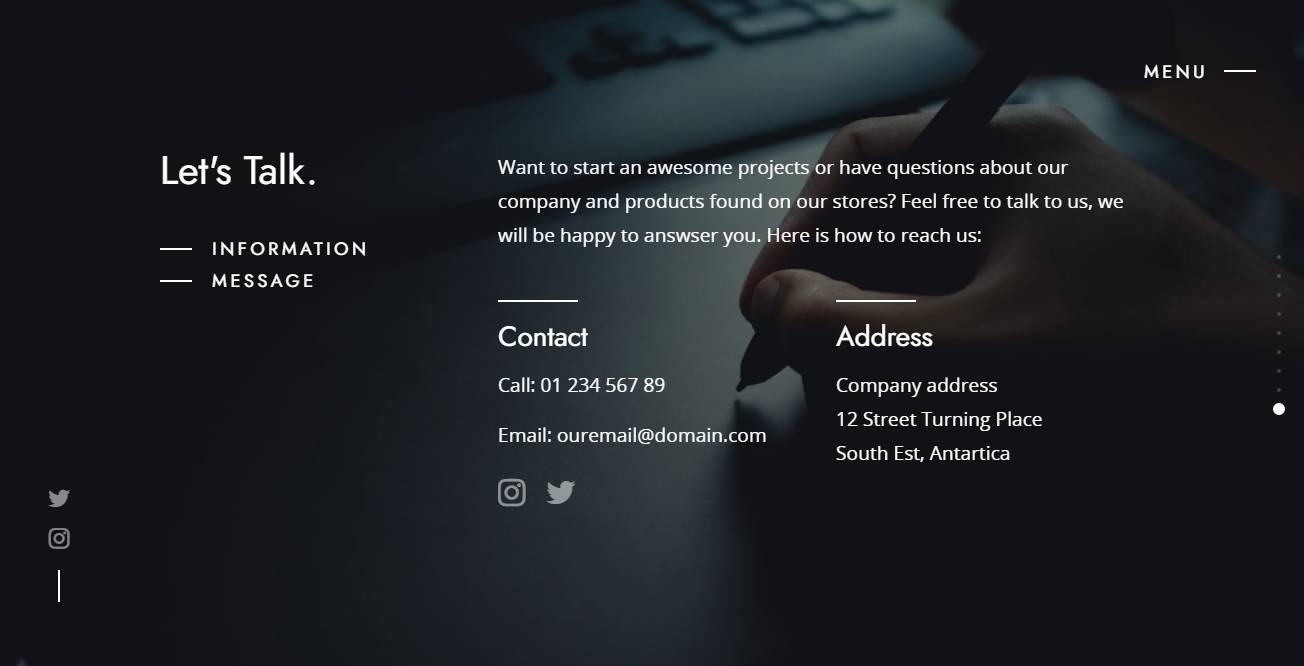 MENU
Let's Talk.
INFORMATION
MESSAGE
Want to start an awesome projects or have questions about our
company and products found on our stores? Feel free to talk to us, we
will be happy to answser you. Here is how to reach us:
Contact
Call: 01 234 567 89
Email: ouremail@domain.com
Address
Company address
12 Street Turning Place
South Est, Antartica